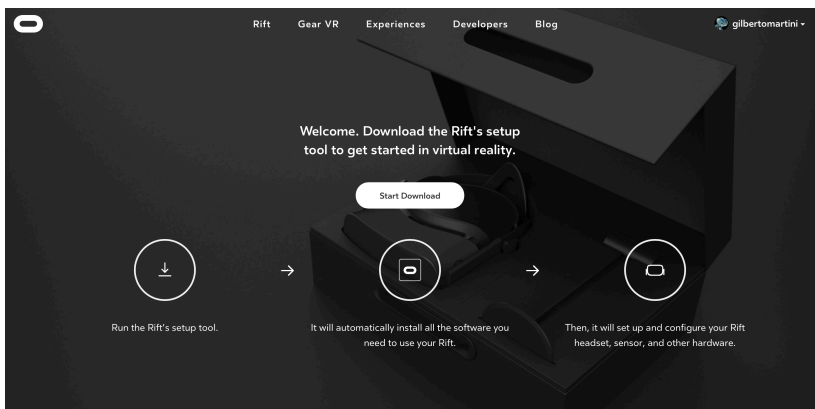 Rift Gear VR Experiences Developers Blog gilbertomartini
Welcome. Download the Rift's setup
tool to get started in virtual reality.
Start Download
Run the Rift's setup tool.
It will automatically install all the software you
need to use your Rift.
Then, it will set up and configure your Rift
headset, sensor, and other hardware.